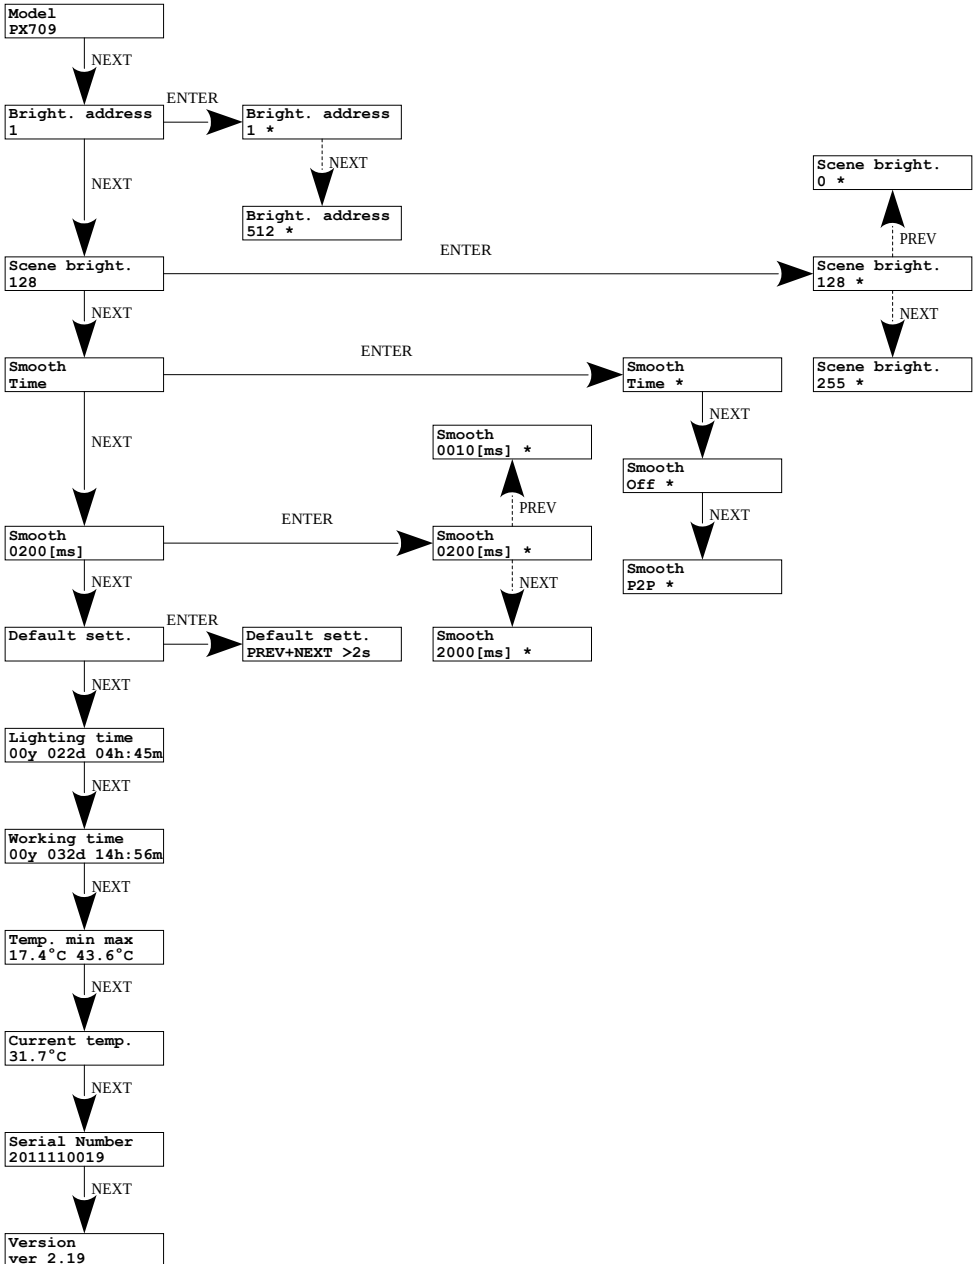 Model
PX709
NEXT
ENTER
Bright. address
1
Bright. address
1 *
NEXT
Bright. address
512 *
NEXT
Scene bright.
0 *
PREV
ENTER
Scene bright.
128
Scene bright.
128 *
NEXT
NEXT
Scene bright.
255 *
ENTER
Smooth
Time
Smooth
Time *
NEXT
Smooth
Off *
NEXT
Smooth
P2P *
NEXT
Smooth
0010[ms] *
PREV
ENTER
Smooth
0200[ms]
Smooth
0200[ms] *
NEXT
Smooth
2000[ms] *
NEXT
ENTER
Default sett.
Default sett.
PREV+NEXT >2s
NEXT
Lighting time
00y 022d 04h:45m
NEXT
Working time
00y 032d 14h:56m
NEXT
Temp. min max
17.4°C 43.6°C
NEXT
Current temp.
31.7°C
NEXT
Serial Number
2011110019
NEXT
Version
ver 2.19